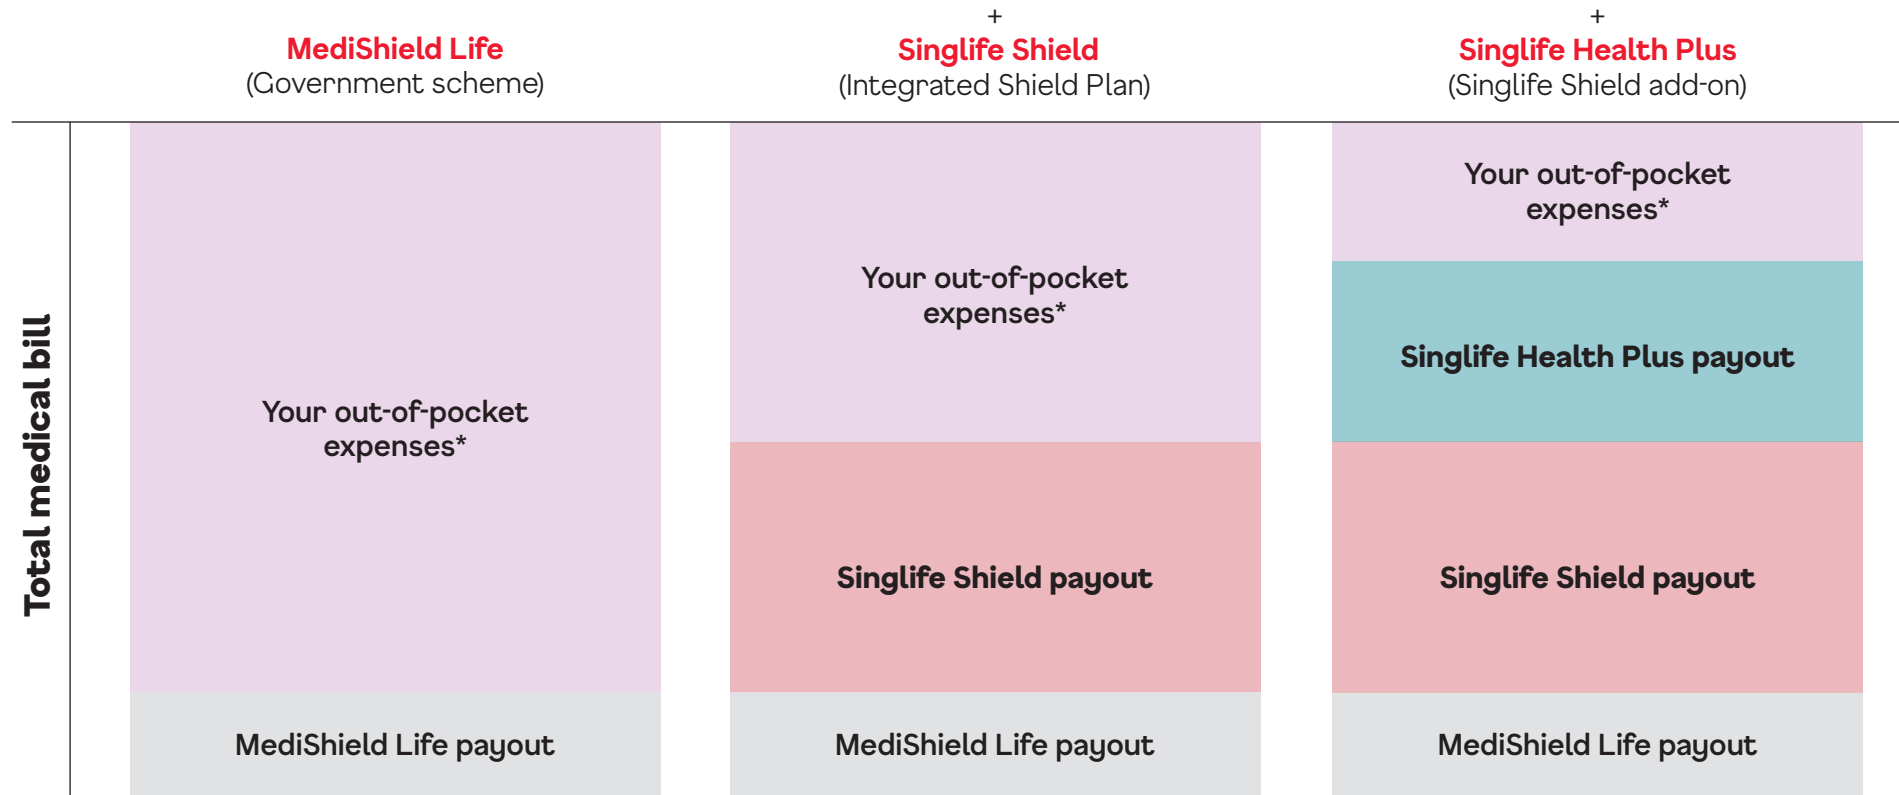 MediShield Life
(Government scheme)
+
Singlife Shield
(Integrated Shield Plan)
+
Singlife Health Plus
(Singlife Shield add-on)
Total medical bill
Your out-of-pocket
expenses*
MediShield Life payout
Your out-of-pocket
expenses*
Singlife Shield payout
MediShield Life payout
Your out-of-pocket
expenses*
Singlife Health Plus payout
Singlife Shield payout
MediShield Life payout